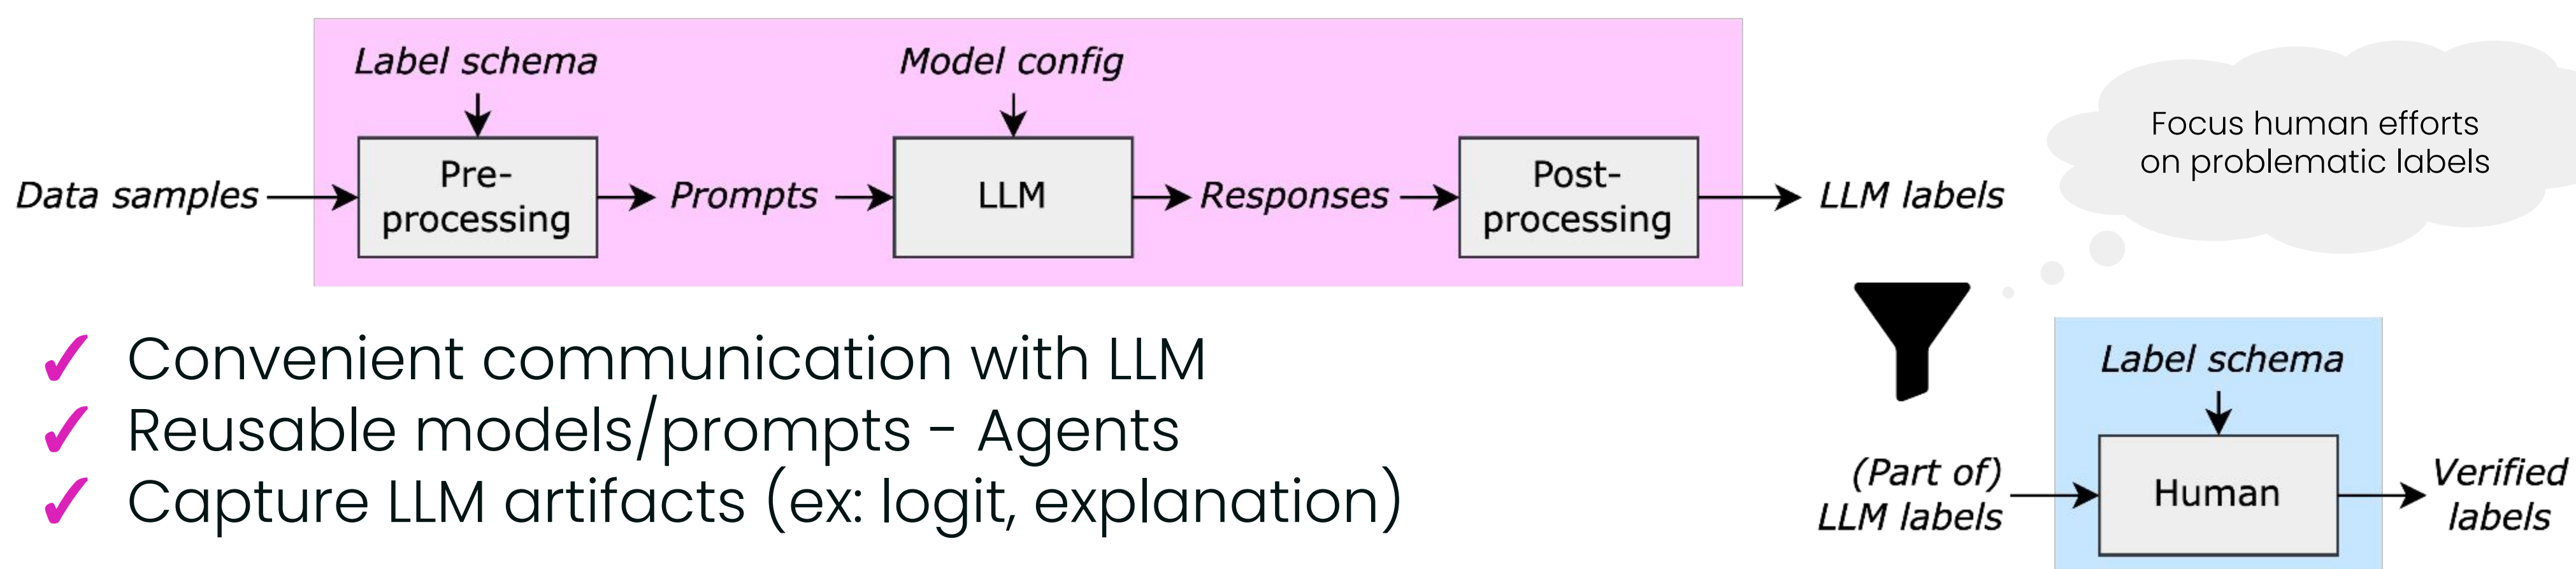 Label schema
Model config
Data samples
Pre-
processing
Prompts
LLM
Responses
Post-
processing
LLM labels
Focus human efforts
on problematic labels
✓ Convenient communication with LLM
✓ Reusable models/prompts - Agents
✓ Capture LLM artifacts (ex: logit, explanation)
Label schema
(Part of)
LLM labels
Human
Verified
labels